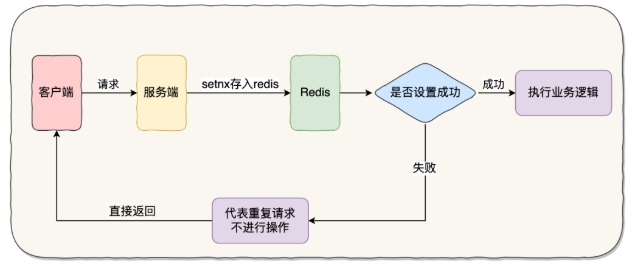 客户端
请求
服务端
setnx存入redis
Redis
是否设置成功
成功
执行业务逻辑
失败
直接返回
代表重复请求
不进行操作